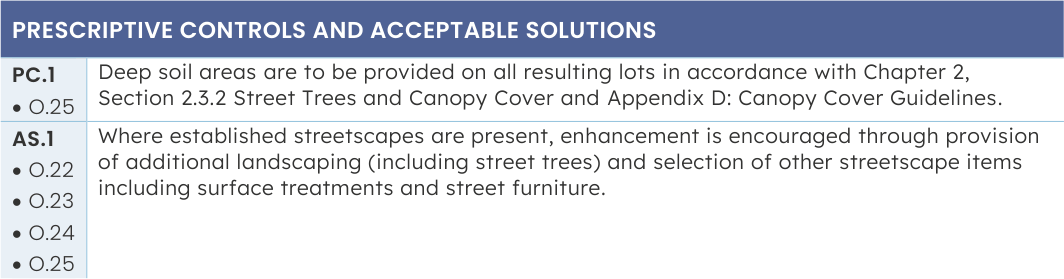 PRESCRIPTIVE CONTROLS AND ACCEPTABLE SOLUTIONS
PC.1
• O.25
Deep soil areas are to be provided on all resulting lots in accordance with Chapter 2,
Section 2.3.2 Street Trees and Canopy Cover and Appendix D: Canopy Cover Guidelines.
AS.1
• O.22
• O.23
• O.24
• O.25
Where established streetscapes are present, enhancement is encouraged through provision
of additional landscaping (including street trees) and selection of other streetscape items
including surface treatments and street furniture.